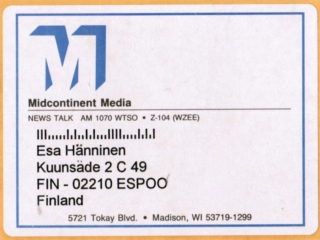 M
Midcontinent Media
NEWS TALK AM 1070 WTSO • Z-104 (WZEE)
Esa Hänninen
Kuunsäde 2 C 49
FIN - 02210 ESPOO
Finland
5721 Tokay Blvd. • Madison, WI 53719-1299